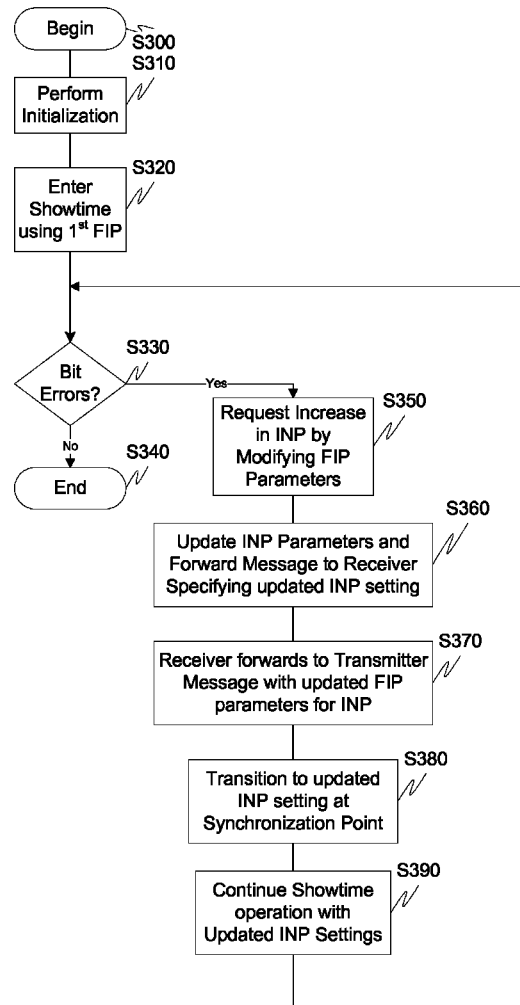 Begin
S300
S310
Perform
Initialization
S320
Enter
Showtime
using 1st FIP
S330
Bit
Errors?
Yes
No
S340
End
S350
Request Increase
in INP by
Modifying FIP
Parameters
S360
Update INP Parameters and
Forward Message to Receiver
Specifying updated INP setting
S370
Receiver forwards to Transmitter
Message with updated FIP
parameters for INP
S380
Transition to updated
INP setting at
Synchronization Point
S390
Continue Showtime
operation with
Updated INP Settings